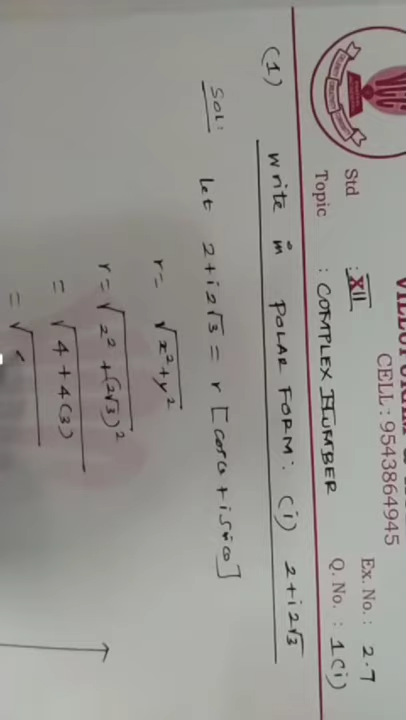 CELL : 9543864945
Std : XII
Ex. No. : 2.7
Topic : COMPLEX NUMBER
Q. No. : 1(i)
(1) Write in POLAR FORM : (i) 2+i2√3
SOL:
Let 2+i2√3 = r [cosθ + i sinθ]
r = √x²+y²
r = √2² + (2√3)²
= √4 + 4(3)
= √